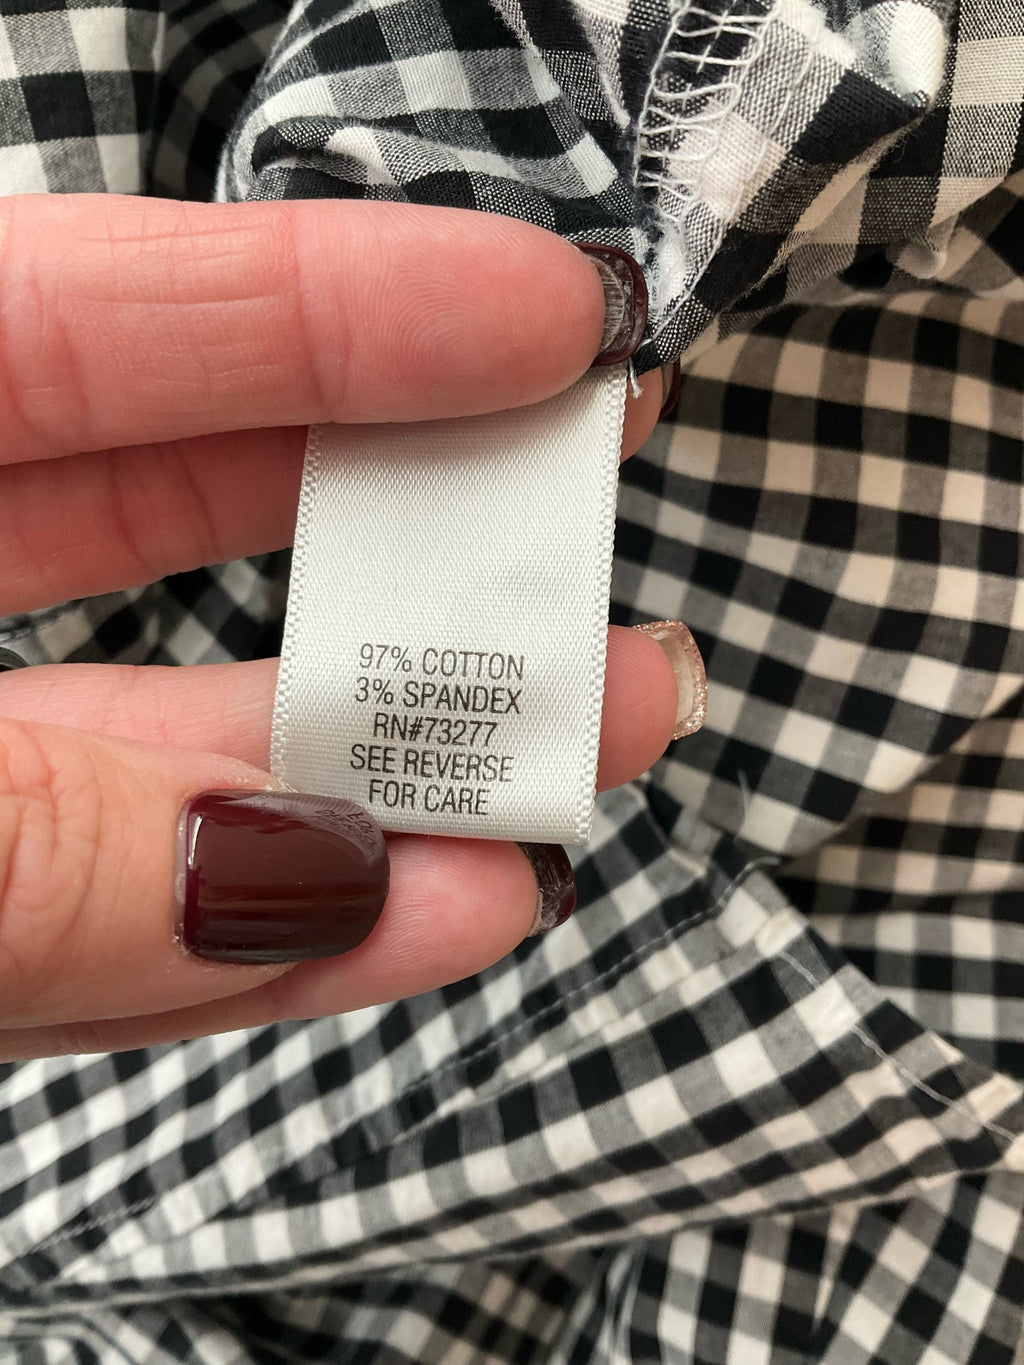 97% COTTON
3% SPANDEX
RN#73277
SEE REVERSE
FOR CARE